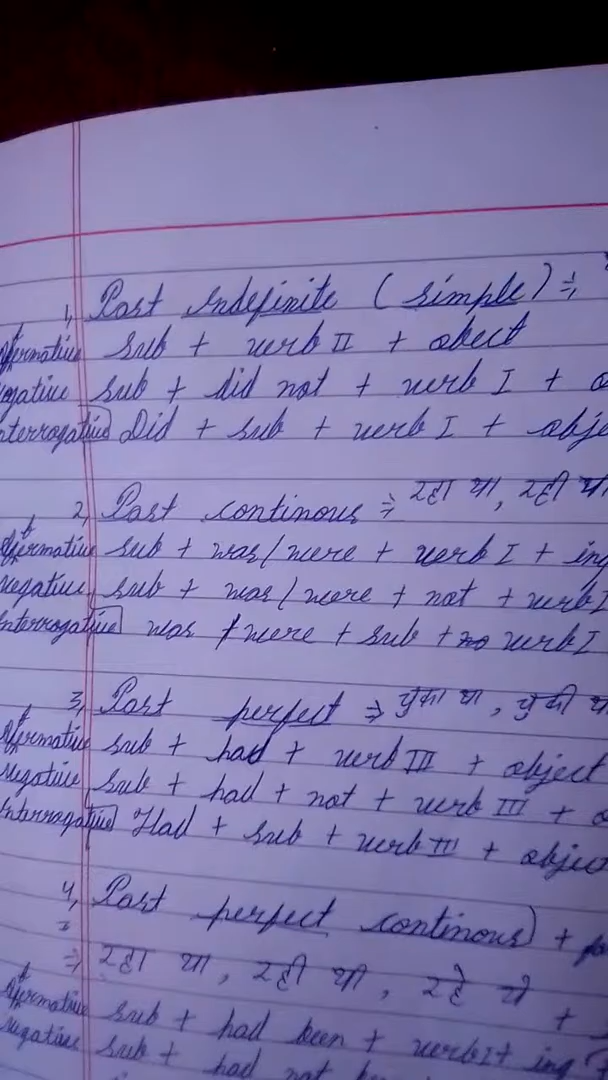 1, Past Indefinite (simple) ⇒
Affirmative sub + verb II + obect
negative sub + did not + verb I +
Interrogative Did + sub + verb I + obje
2, Past continous ⇒ रहा था, रही थी
Affirmative sub + was/were + verb I + ing
negative sub + was/were + not + verb I
Interrogative was / were + sub + verb I
3, Past perfect ⇒ चुका था, चुकी थ
Affirmative sub + had + verb III + object
negative sub + had + not + verb III + o
Interrogative Had + sub + verb III + objec
4, Past perfect continous) +
⇒ रहा था, रही थी, रहे थे +
Affirmative sub + had been + verb I + ing
negative sub + had not be